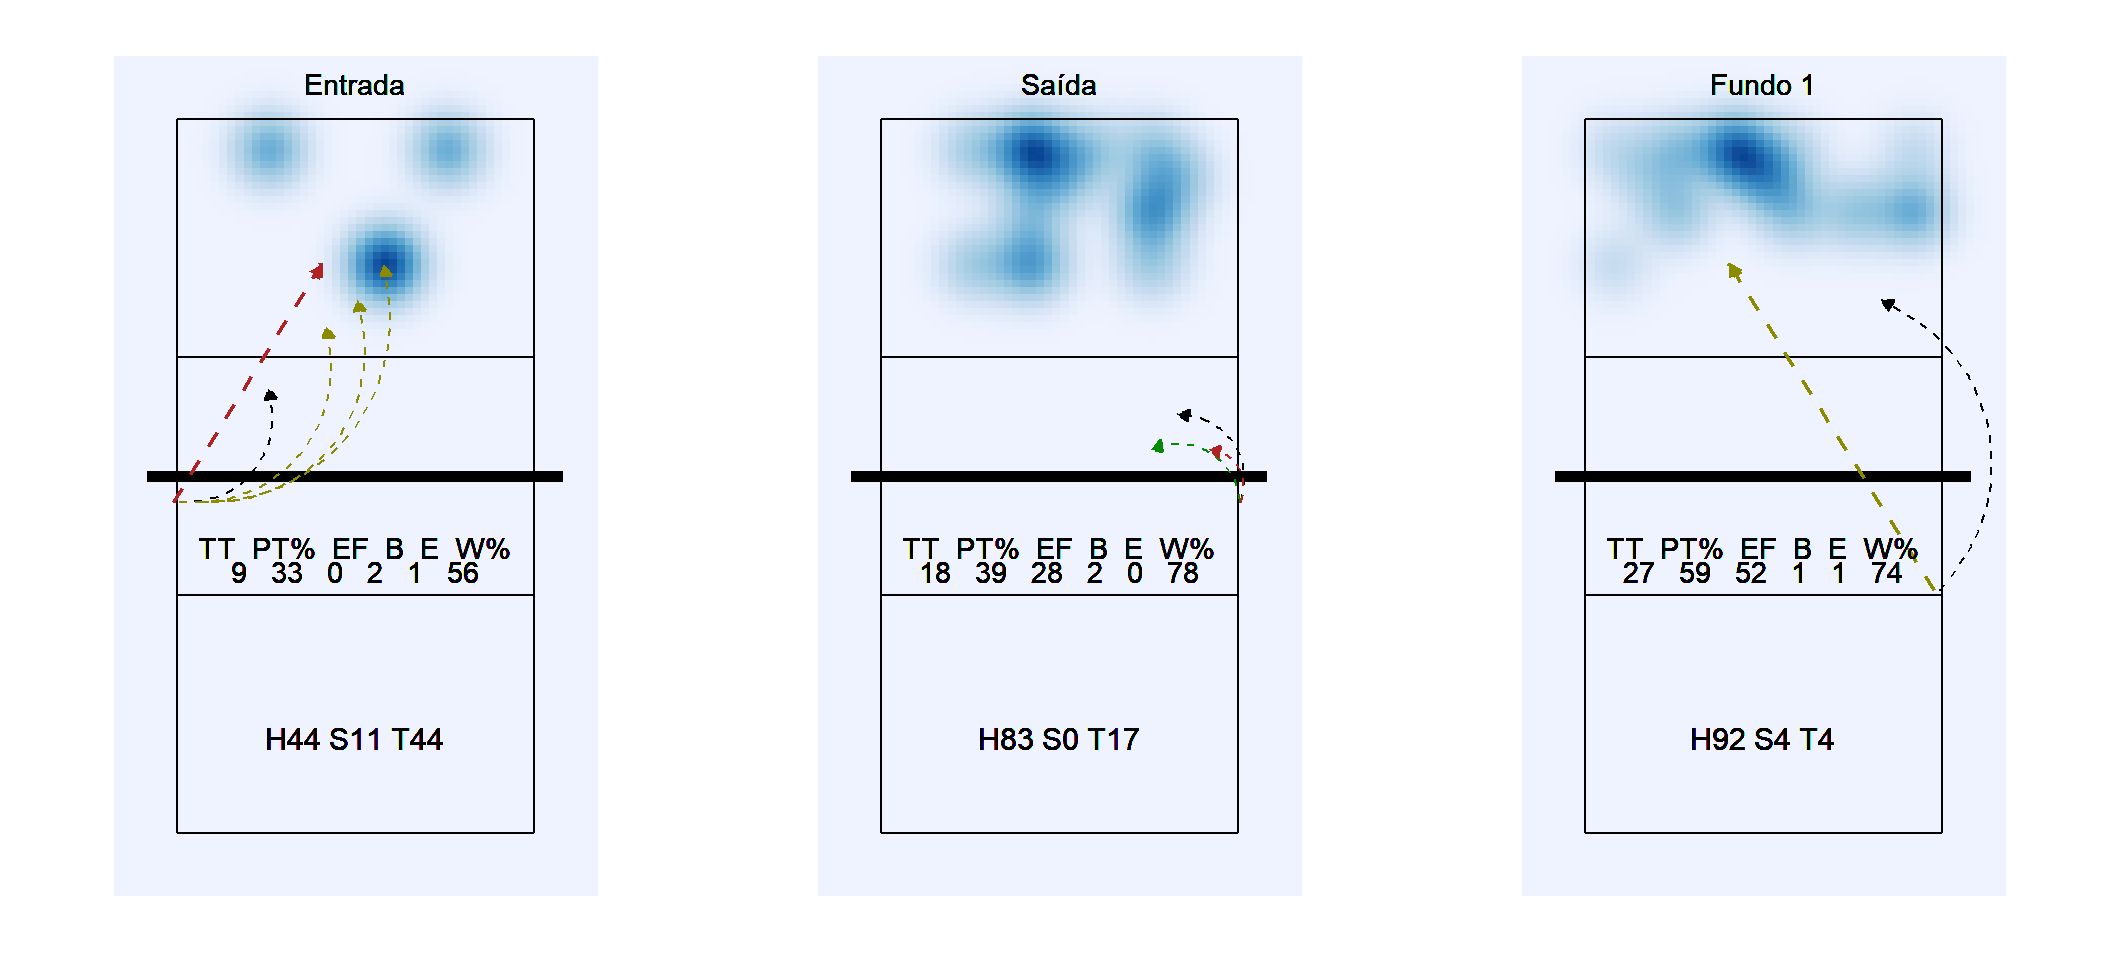 Entrada
TT PT% EF B E W%
9 33 0 2 1 56
H44 S11 T44
Saída
TT PT% EF B E W%
18 39 28 2 0 78
H83 S0 T17
Fundo 1
TT PT% EF B E W%
27 59 52 1 1 74
H92 S4 T4